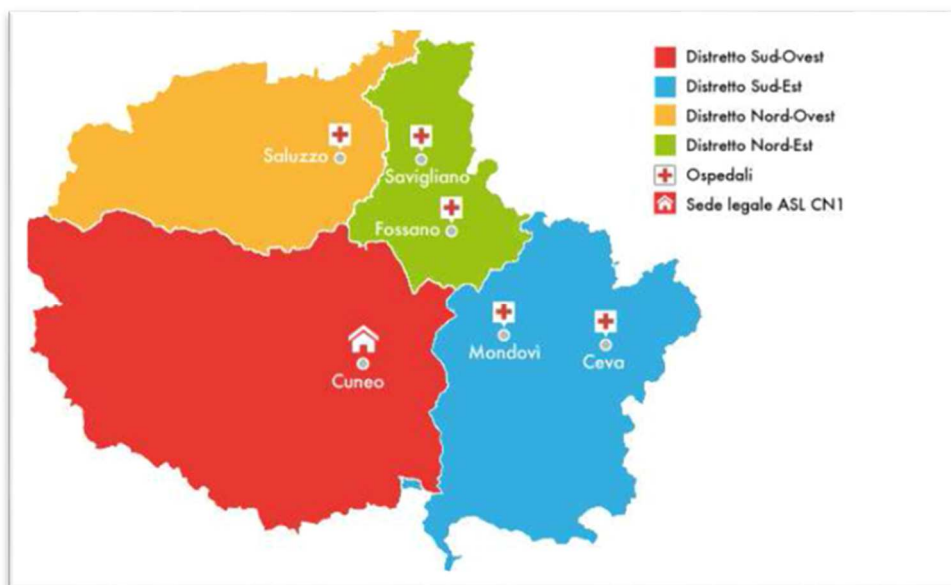 Distretto Sud-Ovest
Distretto Sud-Est
Distretto Nord-Ovest
Distretto Nord-Est
Ospedali
Sede legale ASL CN1
Saluzzo
Savigliano
Fossano
Mondovì
Ceva
Cuneo